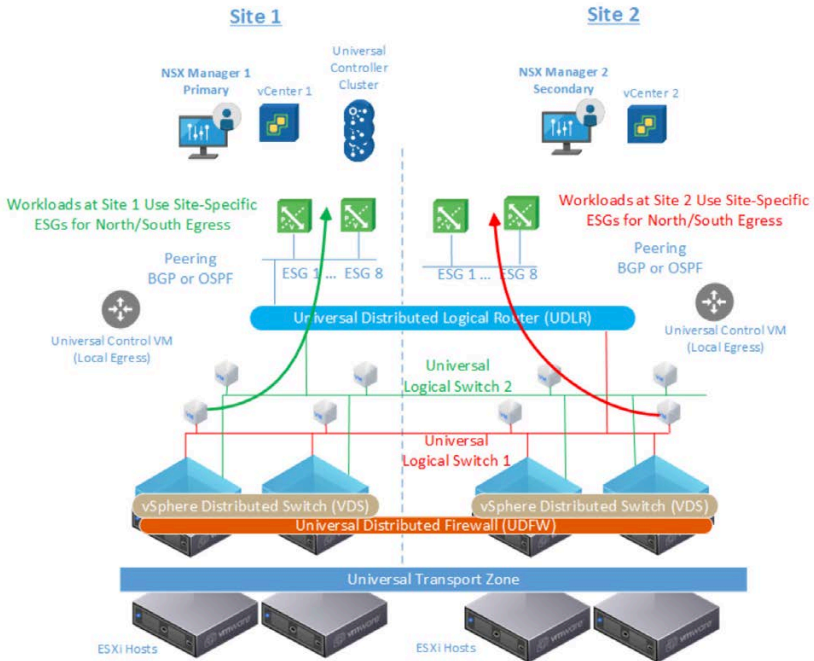 Site 1
Site 2
Universal
Controller
Cluster
NSX Manager 1
Primary
vCenter 1
NSX Manager 2
Secondary
vCenter 2
Workloads at Site 1 Use Site-Specific
ESGs for North/South Egress
Workloads at Site 2 Use Site-Specific
ESGs for North/South Egress
Peering
BGP or OSPF
ESG 1 ... ESG 8
ESG 1 ... ESG 8
Peering
BGP or OSPF
Universal Control VM
(Local Egress)
Universal Distributed Logical Router (UDLR)
Universal Control VM
(Local Egress)
Universal
Logical Switch 2
Universal
Logical Switch 1
vSphere Distributed Switch (VDS)
vSphere Distributed Switch (VDS)
Universal Distributed Firewall (UDFW)
Universal Transport Zone
vmware
vmware
vmware
vmware
ESXi Hosts
ESXi Hosts